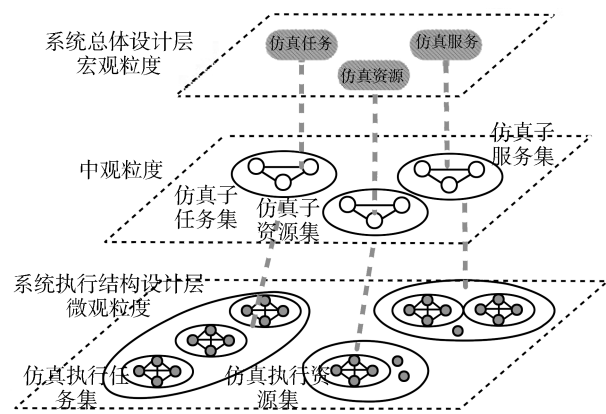 系统总体设计层
宏观粒度
仿真任务
仿真服务
仿真资源
仿真子
服务集
中观粒度
仿真子
任务集
仿真子
资源集
系统执行结构设计层
微观粒度
仿真执行任
务集
仿真执行资
源集